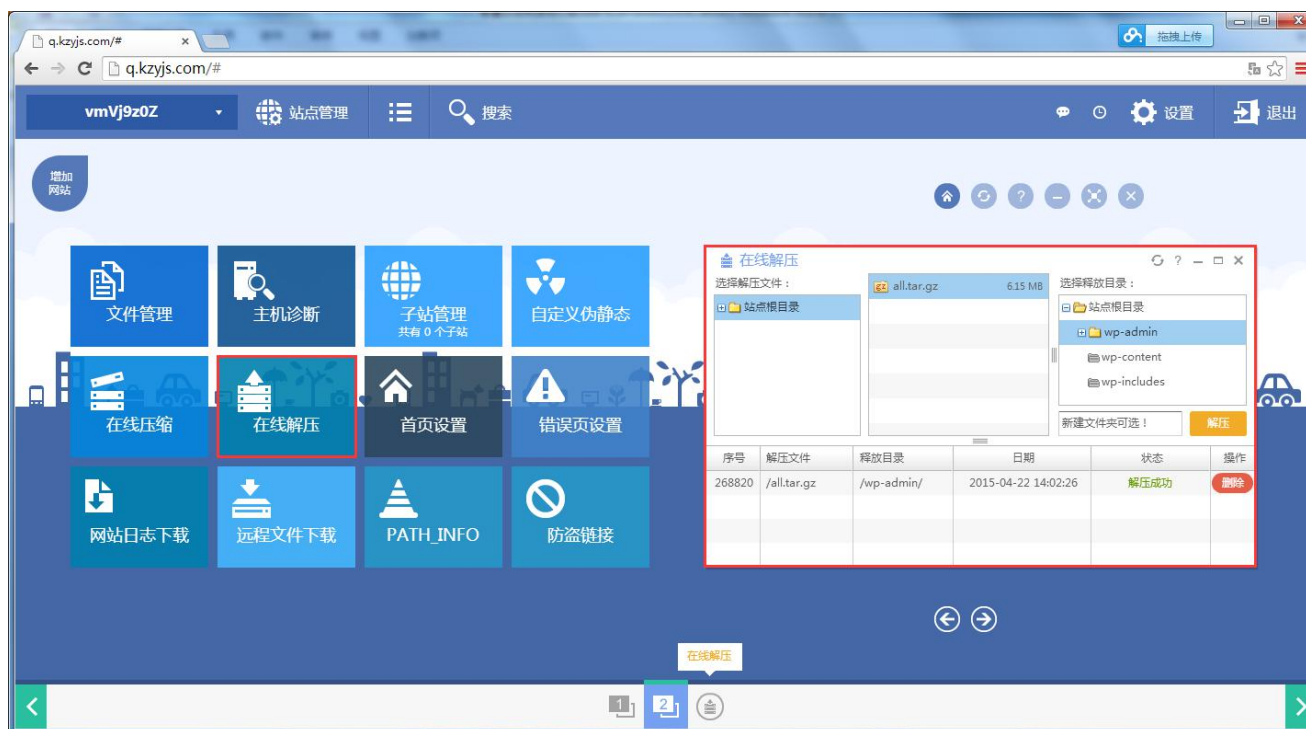 q.kzyjs.com/#
拖拽上传
q.kzyjs.com/#
vmVj9z0Z
站点管理
搜索
设置
退出
增加
网站
文件管理
主机诊断
子站管理
共有 0 个子站
自定义伪静态
在线压缩
在线解压
首页设置
错误页设置
网站日志下载
远程文件下载
PATH_INFO
防盗链接
在线解压
选择解压文件：
站点根目录
gz all.tar.gz 6.15 MB
选择释放目录：
站点根目录
wp-admin
wp-content
wp-includes
新建文件夹可选！
解压
序号 解压文件 释放目录 日期 状态 操作
268820 /all.tar.gz /wp-admin/ 2015-04-22 14:02:26 解压成功 删除
在线解压
1
2